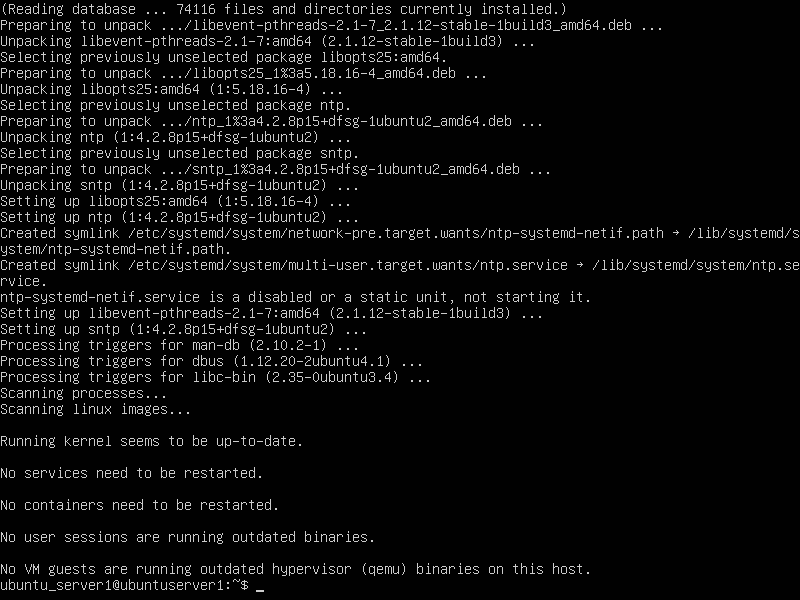 (Reading database ... 74116 files and directories currently installed.)
Preparing to unpack .../libevent-pthreads-2.1-7_2.1.12-stable-1build3_amd64.deb ...
Unpacking libevent-pthreads-2.1-7:amd64 (2.1.12-stable-1build3) ...
Selecting previously unselected package libopts25:amd64.
Preparing to unpack .../libopts25_1%3a5.18.16-4_amd64.deb ...
Unpacking libopts25:amd64 (1:5.18.16-4) ...
Selecting previously unselected package ntp.
Preparing to unpack .../ntp_1%3a4.2.8p15+dfsg-1ubuntu2_amd64.deb ...
Unpacking ntp (1:4.2.8p15+dfsg-1ubuntu2) ...
Selecting previously unselected package sntp.
Preparing to unpack .../sntp_1%3a4.2.8p15+dfsg-1ubuntu2_amd64.deb ...
Unpacking sntp (1:4.2.8p15+dfsg-1ubuntu2) ...
Setting up libopts25:amd64 (1:5.18.16-4) ...
Setting up ntp (1:4.2.8p15+dfsg-1ubuntu2) ...
Created symlink /etc/systemd/system/network-pre.target.wants/ntp-systemd-netif.path → /lib/systemd/s
ystem/ntp-systemd-netif.path.
Created symlink /etc/systemd/system/multi-user.target.wants/ntp.service → /lib/systemd/system/ntp.se
rvice.
ntp-systemd-netif.service is a disabled or a static unit, not starting it.
Setting up libevent-pthreads-2.1-7:amd64 (2.1.12-stable-1build3) ...
Setting up sntp (1:4.2.8p15+dfsg-1ubuntu2) ...
Processing triggers for man-db (2.10.2-1) ...
Processing triggers for dbus (1.12.20-2ubuntu4.1) ...
Processing triggers for libc-bin (2.35-0ubuntu3.4) ...
Scanning processes...
Scanning linux images...
Running kernel seems to be up-to-date.
No services need to be restarted.
No containers need to be restarted.
No user sessions are running outdated binaries.
No VM guests are running outdated hypervisor (qemu) binaries on this host.
ubuntu_server1@ubuntuserver1:~$ _